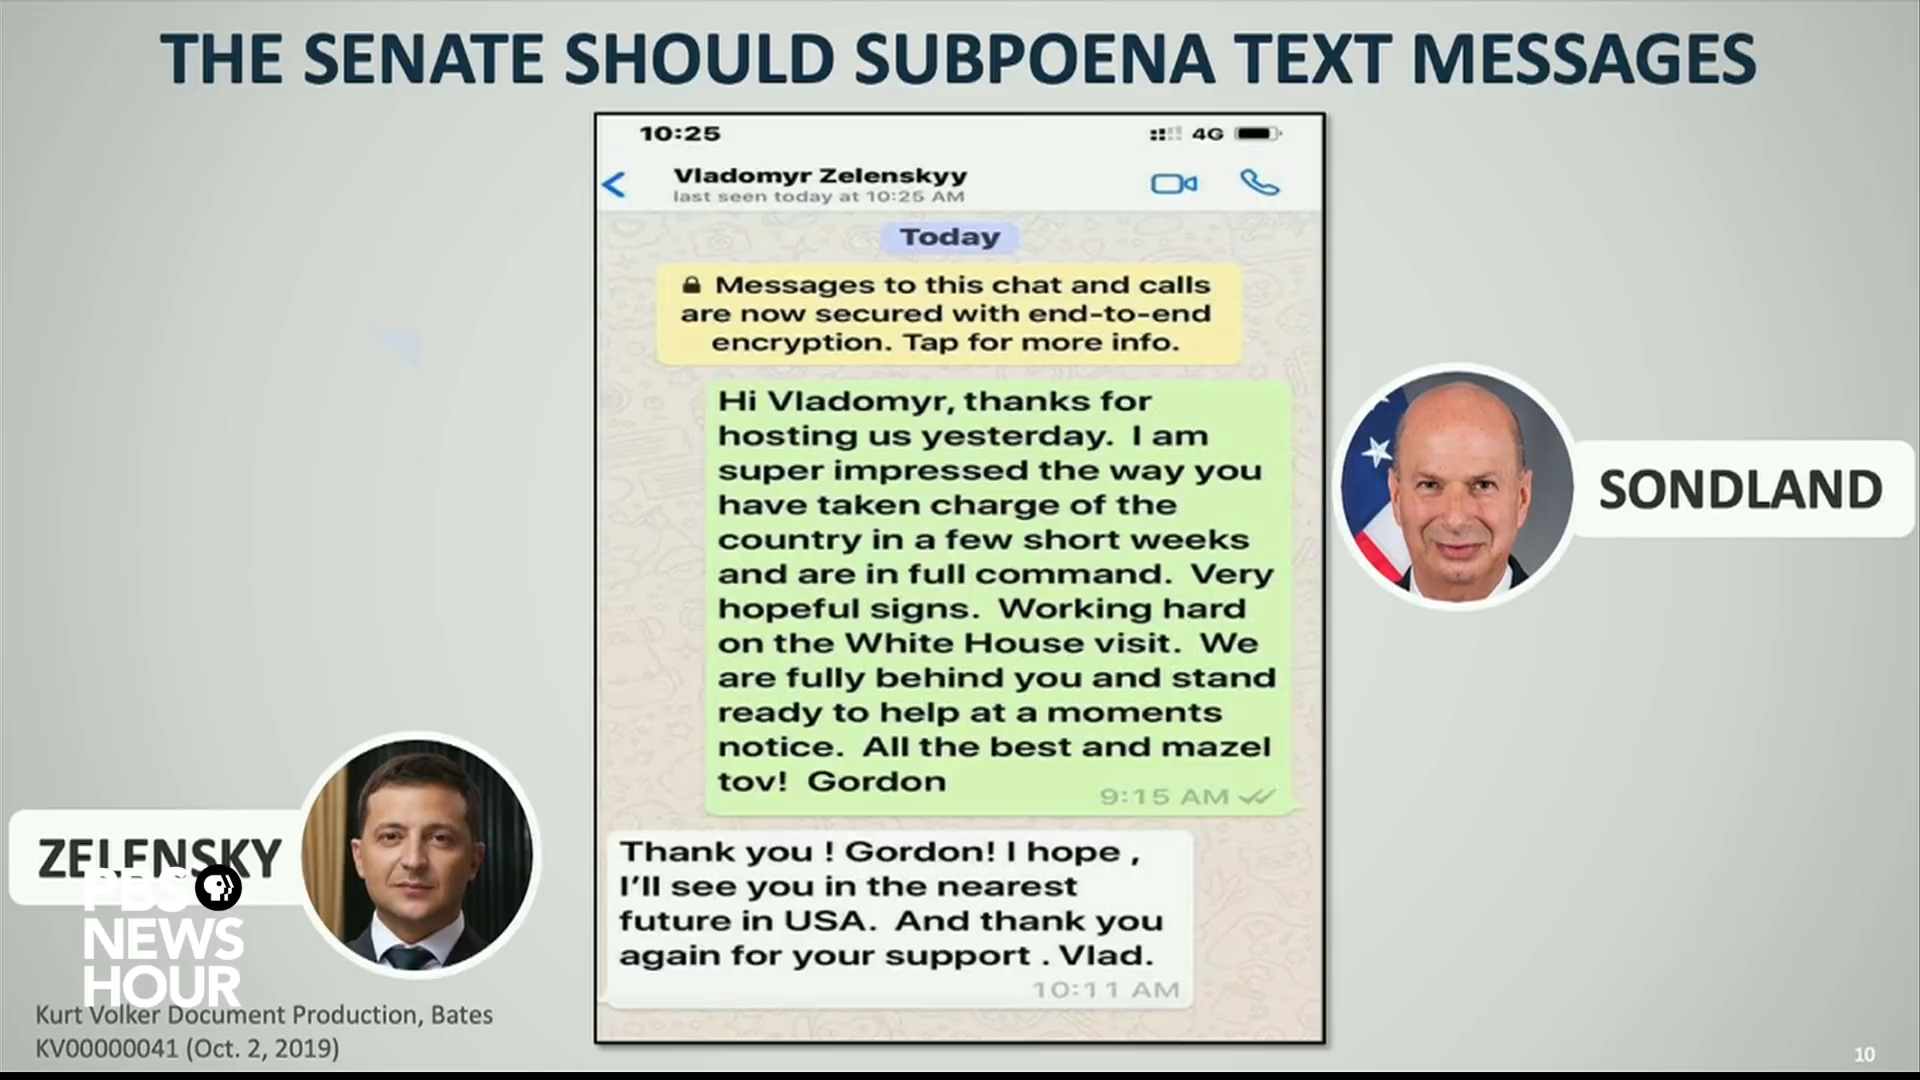 THE SENATE SHOULD SUBPOENA TEXT MESSAGES
10:25
4G
Vladomyr Zelenskyy
last seen today at 10:25 AM
Today
Messages to this chat and calls
are now secured with end-to-end
encryption. Tap for more info.
Hi Vladomyr, thanks for
hosting us yesterday. I am
super impressed the way you
have taken charge of the
country in a few short weeks
and are in full command. Very
hopeful signs. Working hard
on the White House visit. We
are fully behind you and stand
ready to help at a moments
notice. All the best and mazel
tov! Gordon
9:15 AM
SONDLAND
Thank you ! Gordon! I hope ,
I'll see you in the nearest
future in USA. And thank you
again for your support . Vlad.
10:11 AM
ZELENSKY
PBS
NEWS
HOUR
Kurt Volker Document Production, Bates
KV00000041 (Oct. 2, 2019)
10